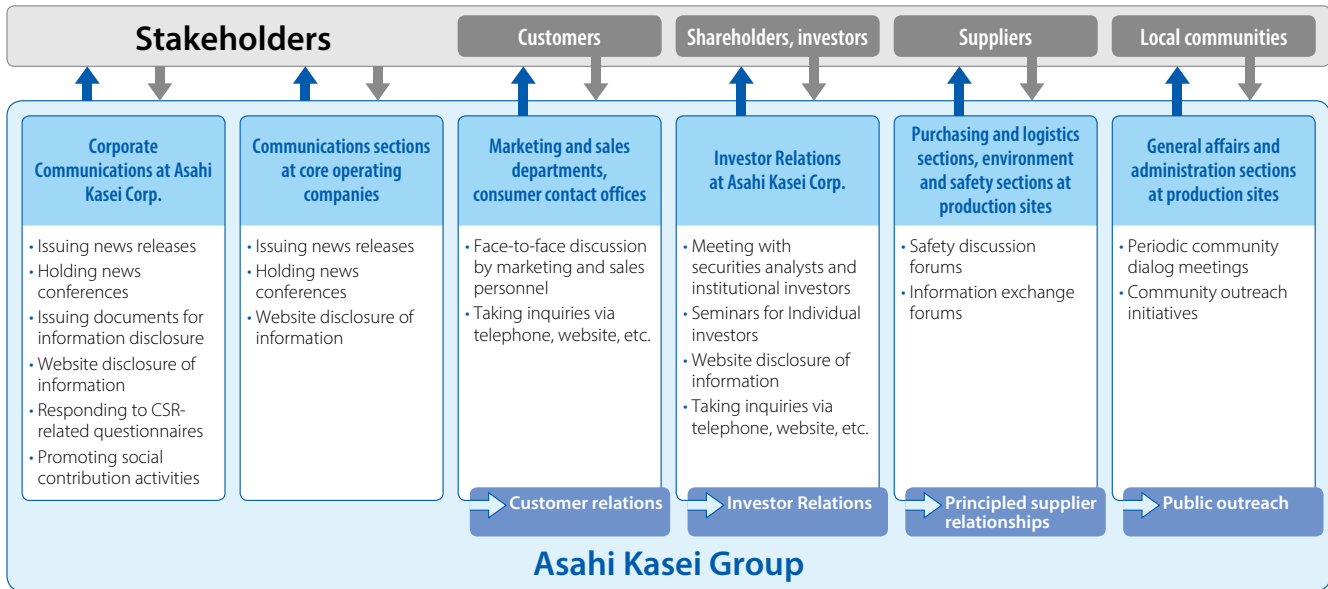 Stakeholders
Customers
Shareholders, investors
Suppliers
Local communities
Corporate
Communications at Asahi
Kasei Corp.
• Issuing news releases
• Holding news
conferences
• Issuing documents for
information disclosure
• Website disclosure of
information
• Responding to CSR-
related questionnaires
• Promoting social
contribution activities
Communications sections
at core operating
companies
• Issuing news releases
• Holding news
conferences
• Website disclosure of
information
Marketing and sales
departments,
consumer contact offices
• Face-to-face discussion
by marketing and sales
personnel
• Taking inquiries via
telephone, website, etc.
Customer relations
Investor Relations
at Asahi Kasei Corp.
• Meeting with
securities analysts and
institutional investors
• Seminars for Individual
investors
• Website disclosure of
information
• Taking inquiries via
telephone, website, etc.
Investor Relations
Purchasing and logistics
sections, environment
and safety sections at
production sites
• Safety discussion
forums
• Information exchange
forums
Principled supplier
relationships
General affairs and
administration sections
at production sites
• Periodic community
dialog meetings
• Community outreach
initiatives
Public outreach
Asahi Kasei Group